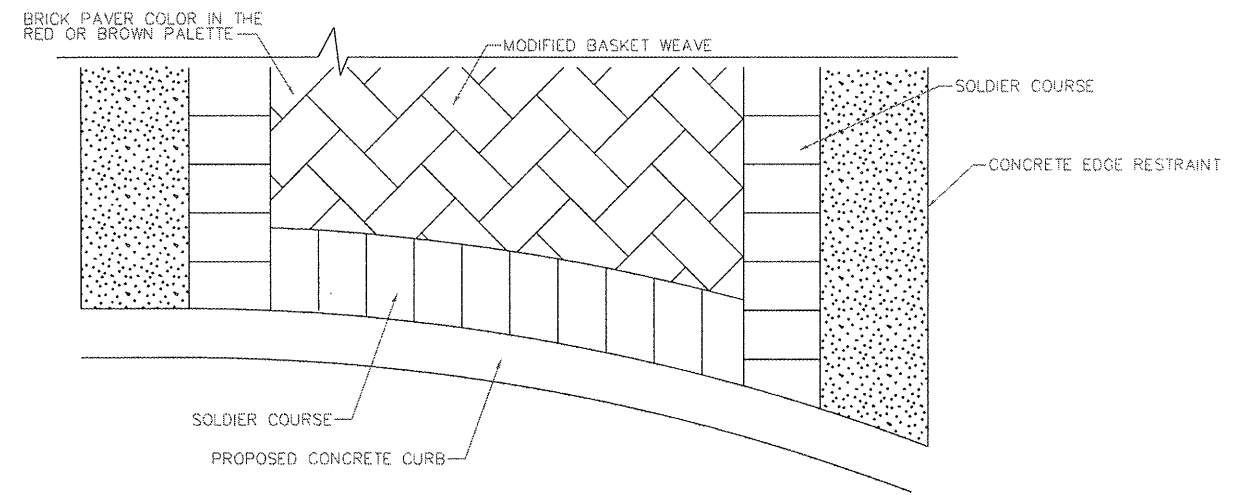 BRICK PAVER COLOR IN THE
RED OR BROWN PALETTE
MODIFIED BASKET WEAVE
SOLDIER COURSE
CONCRETE EDGE RESTRAINT
SOLDIER COURSE
PROPOSED CONCRETE CURB